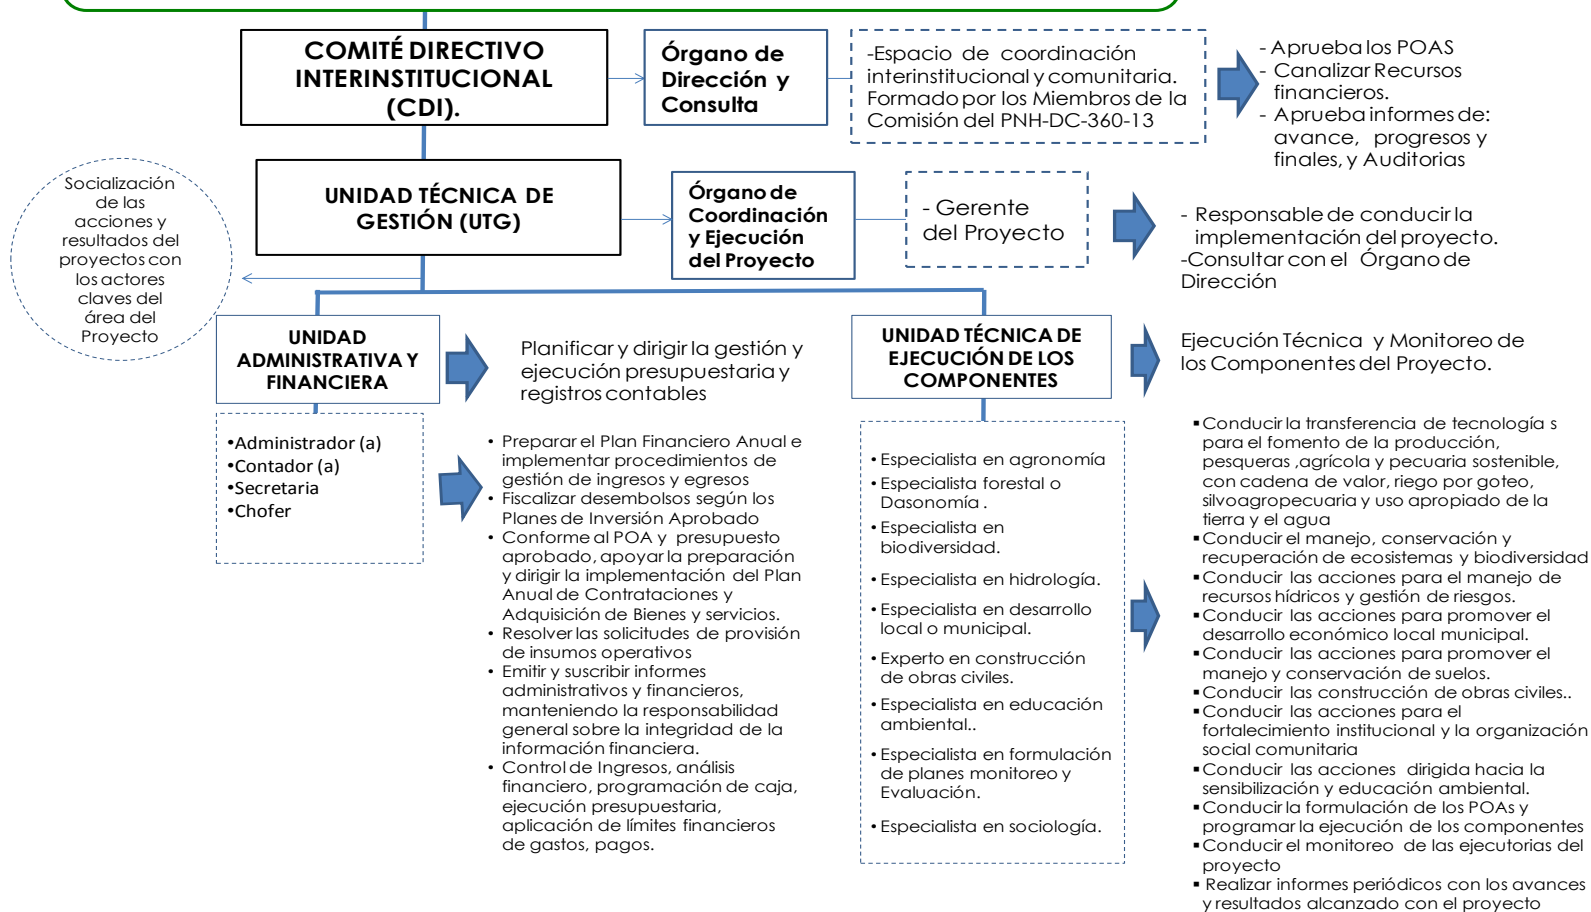 COMITÉ DIRECTIVO
INTERINSTITUCIONAL
(CDI).
Órgano de
Dirección y
Consulta
-Espacio de coordinación
interinstitucional y comunitaria.
Formado por los Miembros de la
Comisión del PNH-DC-360-13
- Aprueba los POAS
- Canalizar Recursos
financieros.
- Aprueba informes de:
avance, progresos y
finales, y Auditorias
Socialización
de las
acciones y
resultados del
proyectos con
los actores
claves del
área del
Proyecto
UNIDAD TÉCNICA DE
GESTIÓN (UTG)
Órgano de
Coordinación
y Ejecución
del Proyecto
- Gerente
del Proyecto
- Responsable de conducir la
implementación del proyecto.
-Consultar con el Órgano de
Dirección
UNIDAD
ADMINISTRATIVA Y
FINANCIERA
Planificar y dirigir la gestión y
ejecución presupuestaria y
registros contables
UNIDAD TÉCNICA DE
EJECUCIÓN DE LOS
COMPONENTES
Ejecución Técnica y Monitoreo de
los Componentes del Proyecto.
•Administrador (a)
•Contador (a)
•Secretaria
•Chofer
• Preparar el Plan Financiero Anual e
implementar procedimientos de
gestión de ingresos y egresos
• Fiscalizar desembolsos según los
Planes de Inversión Aprobado
• Conforme al POA y presupuesto
aprobado, apoyar la preparación
y dirigir la implementación del Plan
Anual de Contrataciones y
Adquisición de Bienes y servicios.
• Resolver las solicitudes de provisión
de insumos operativos
• Emitir y suscribir informes
administrativos y financieros,
manteniendo la responsabilidad
general sobre la integridad de la
información financiera.
• Control de Ingresos, análisis
financiero, programación de caja,
ejecución presupuestaria,
aplicación de límites financieros
de gastos, pagos.
• Especialista en agronomía
• Especialista forestal o
Dasonomía .
• Especialista en
biodiversidad.
• Especialista en hidrología.
• Especialista en desarrollo
local o municipal.
• Experto en construcción
de obras civiles.
• Especialista en educación
ambiental..
• Especialista en formulación
de planes monitoreo y
Evaluación.
• Especialista en sociología.
▪ Conducir la transferencia de tecnología s
para el fomento de la producción,
pesqueras ,agrícola y pecuaria sostenible,
con cadena de valor, riego por goteo,
silvoagropecuaria y uso apropiado de la
tierra y el agua
▪ Conducir el manejo, conservación y
recuperación de ecosistemas y biodiversidad
▪ Conducir las acciones para el manejo de
recursos hídricos y gestión de riesgos.
▪ Conducir las acciones para promover el
desarrollo económico local municipal.
▪ Conducir las acciones para promover el
manejo y conservación de suelos.
▪ Conducir las construcción de obras civiles..
▪ Conducir las acciones para el
fortalecimiento institucional y la organización
social comunitaria
▪ Conducir las acciones dirigida hacia la
sensibilización y educación ambiental.
▪ Conducir la formulación de los POAs y
programar la ejecución de los componentes
▪ Conducir el monitoreo de las ejecutorias del
proyecto
▪ Realizar informes periódicos con los avances
y resultados alcanzado con el proyecto